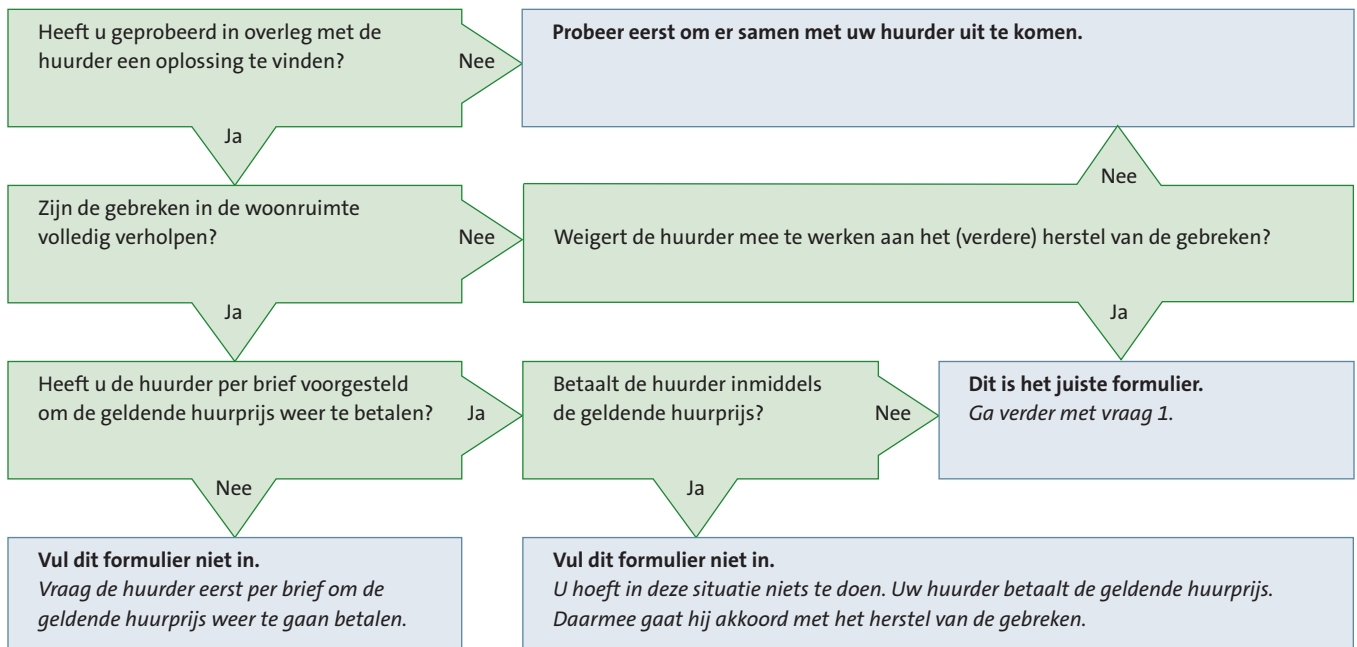 Heeft u geprobeerd in overleg met de
huurder een oplossing te vinden?
Nee
Probeer eerst om er samen met uw huurder uit te komen.
Ja
Nee
Zijn de gebreken in de woonruimte
volledig verholpen?
Nee
Weigert de huurder mee te werken aan het (verdere) herstel van de gebreken?
Ja
Ja
Heeft u de huurder per brief voorgesteld
om de geldende huurprijs weer te betalen?
Ja
Betaalt de huurder inmiddels
de geldende huurprijs?
Nee
Dit is het juiste formulier.
Ga verder met vraag 1.
Nee
Ja
Vul dit formulier niet in.
Vraag de huurder eerst per brief om de
geldende huurprijs weer te gaan betalen.
Vul dit formulier niet in.
U hoeft in deze situatie niets te doen. Uw huurder betaalt de geldende huurprijs.
Daarmee gaat hij akkoord met het herstel van de gebreken.